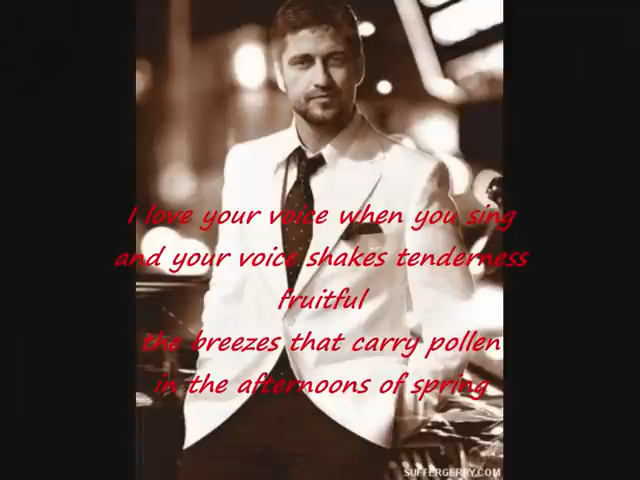 I love your voice when you sing
and your voice shakes tenderness
fruitful
the breezes that carry pollen
in the afternoons of spring
SUFFERGERRY.COM